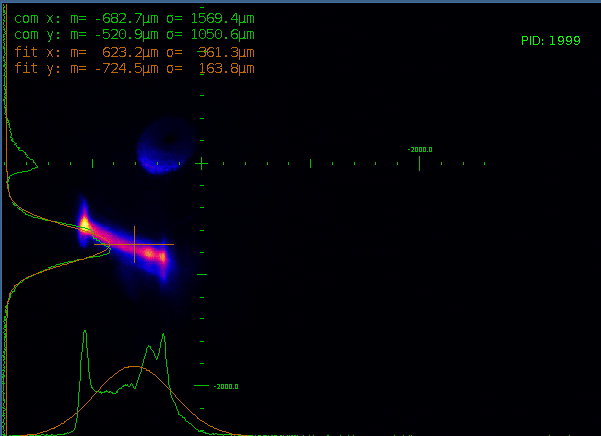 com x: m= -682.7µm σ= 1569.4µm
com y: m= -520.9µm σ= 1050.6µm
fit x: m= 623.2µm σ= 361.3µm
fit y: m= -724.5µm σ= 163.8µm
PID: 1999
-2000.0
-2000.0